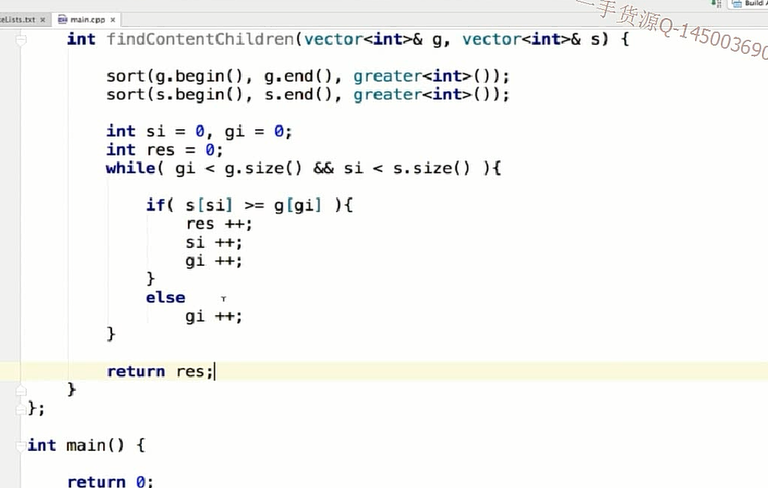 eLists.txt × main.cpp ×
Build A
二手货源Q-145003690
int findContentChildren(vector<int>& g, vector<int>& s) {
sort(g.begin(), g.end(), greater<int>());
sort(s.begin(), s.end(), greater<int>());
int si = 0, gi = 0;
int res = 0;
while( gi < g.size() && si < s.size() ){
if( s[si] >= g[gi] ){
res ++;
si ++;
gi ++;
}
else
gi ++;
}
return res;
}
};
int main() {
return 0;